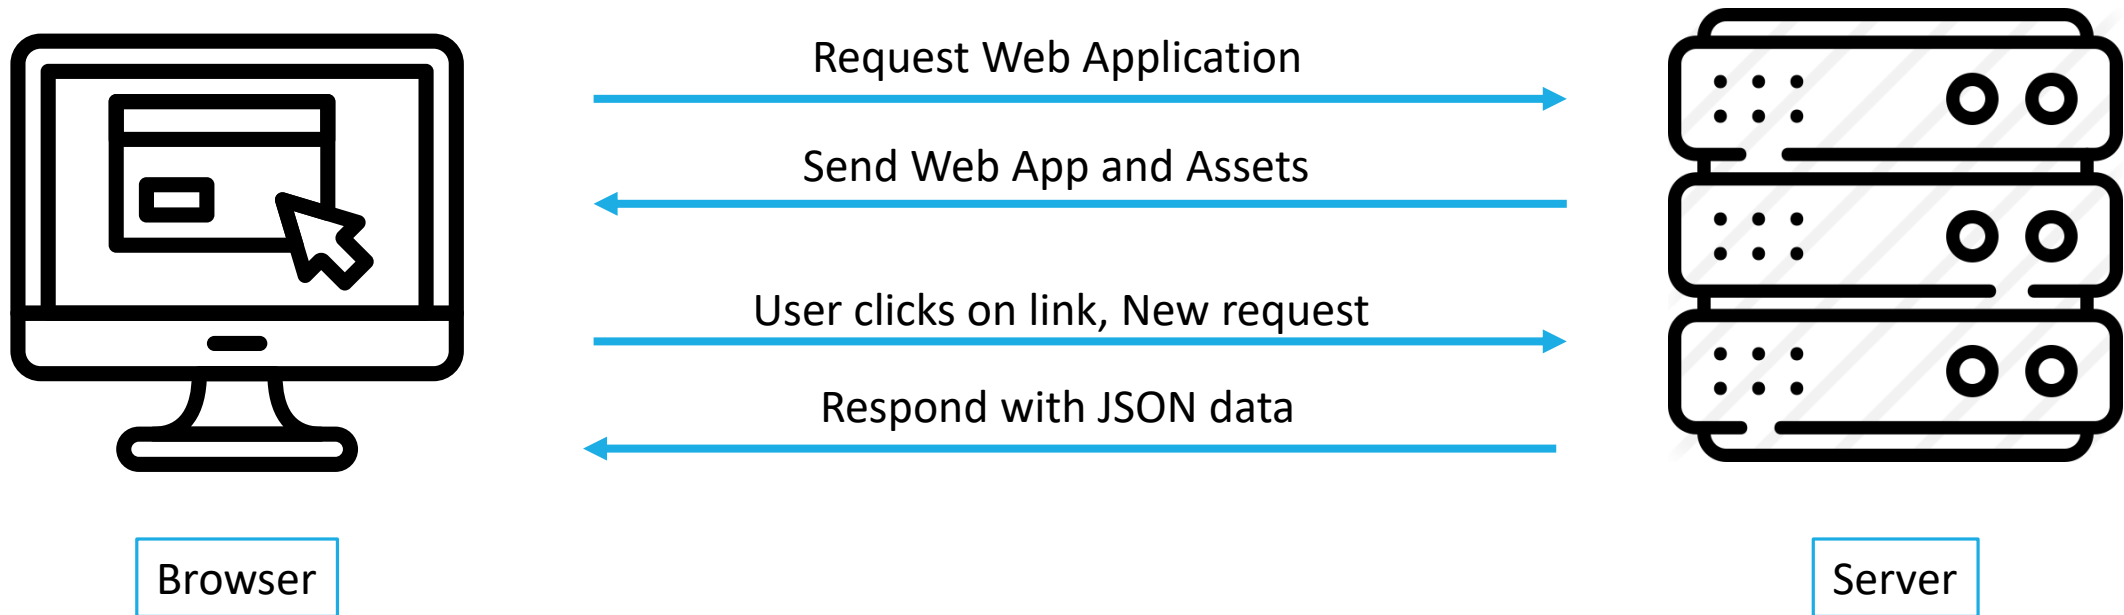 Request Web Application
Send Web App and Assets
User clicks on link, New request
Respond with JSON data
Browser
Server